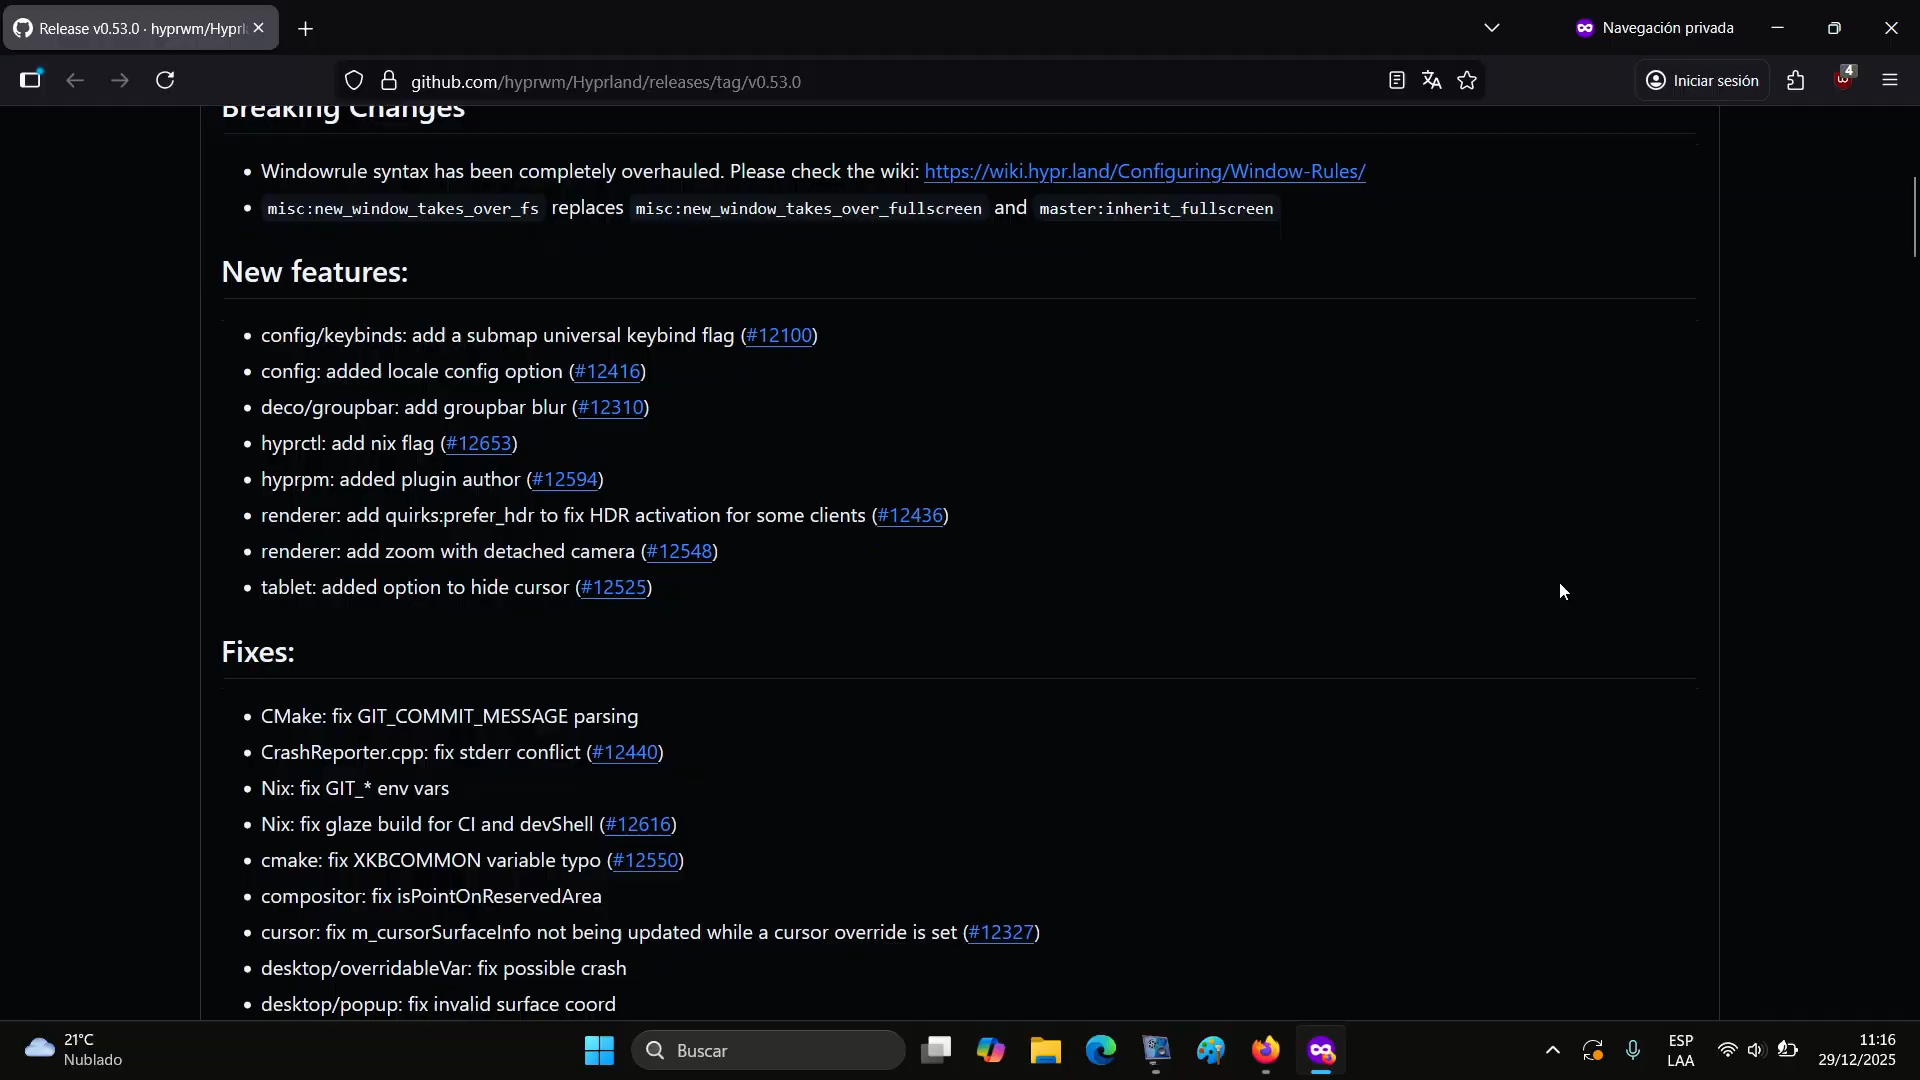 Release v0.53.0 · hyprwm/Hyprl
Navegación privada
github.com/hyprwm/Hyprland/releases/tag/v0.53.0
Iniciar sesión
4
Breaking Changes
Windowrule syntax has been completely overhauled. Please check the wiki: https://wiki.hypr.land/Configuring/Window-Rules/
misc:new_window_takes_over_fs replaces misc:new_window_takes_over_fullscreen and master:inherit_fullscreen
New features:
config/keybinds: add a submap universal keybind flag (#12100)
config: added locale config option (#12416)
deco/groupbar: add groupbar blur (#12310)
hyprctl: add nix flag (#12653)
hyprpm: added plugin author (#12594)
renderer: add quirks:prefer_hdr to fix HDR activation for some clients (#12436)
renderer: add zoom with detached camera (#12548)
tablet: added option to hide cursor (#12525)
Fixes:
CMake: fix GIT_COMMIT_MESSAGE parsing
CrashReporter.cpp: fix stderr conflict (#12440)
Nix: fix GIT_* env vars
Nix: fix glaze build for CI and devShell (#12616)
cmake: fix XKBCOMMON variable typo (#12550)
compositor: fix isPointOnReservedArea
cursor: fix m_cursorSurfaceInfo not being updated while a cursor override is set (#12327)
desktop/overridableVar: fix possible crash
desktop/popup: fix invalid surface coord
21°C
Nublado
Buscar
ESP
LAA
11:16
29/12/2025